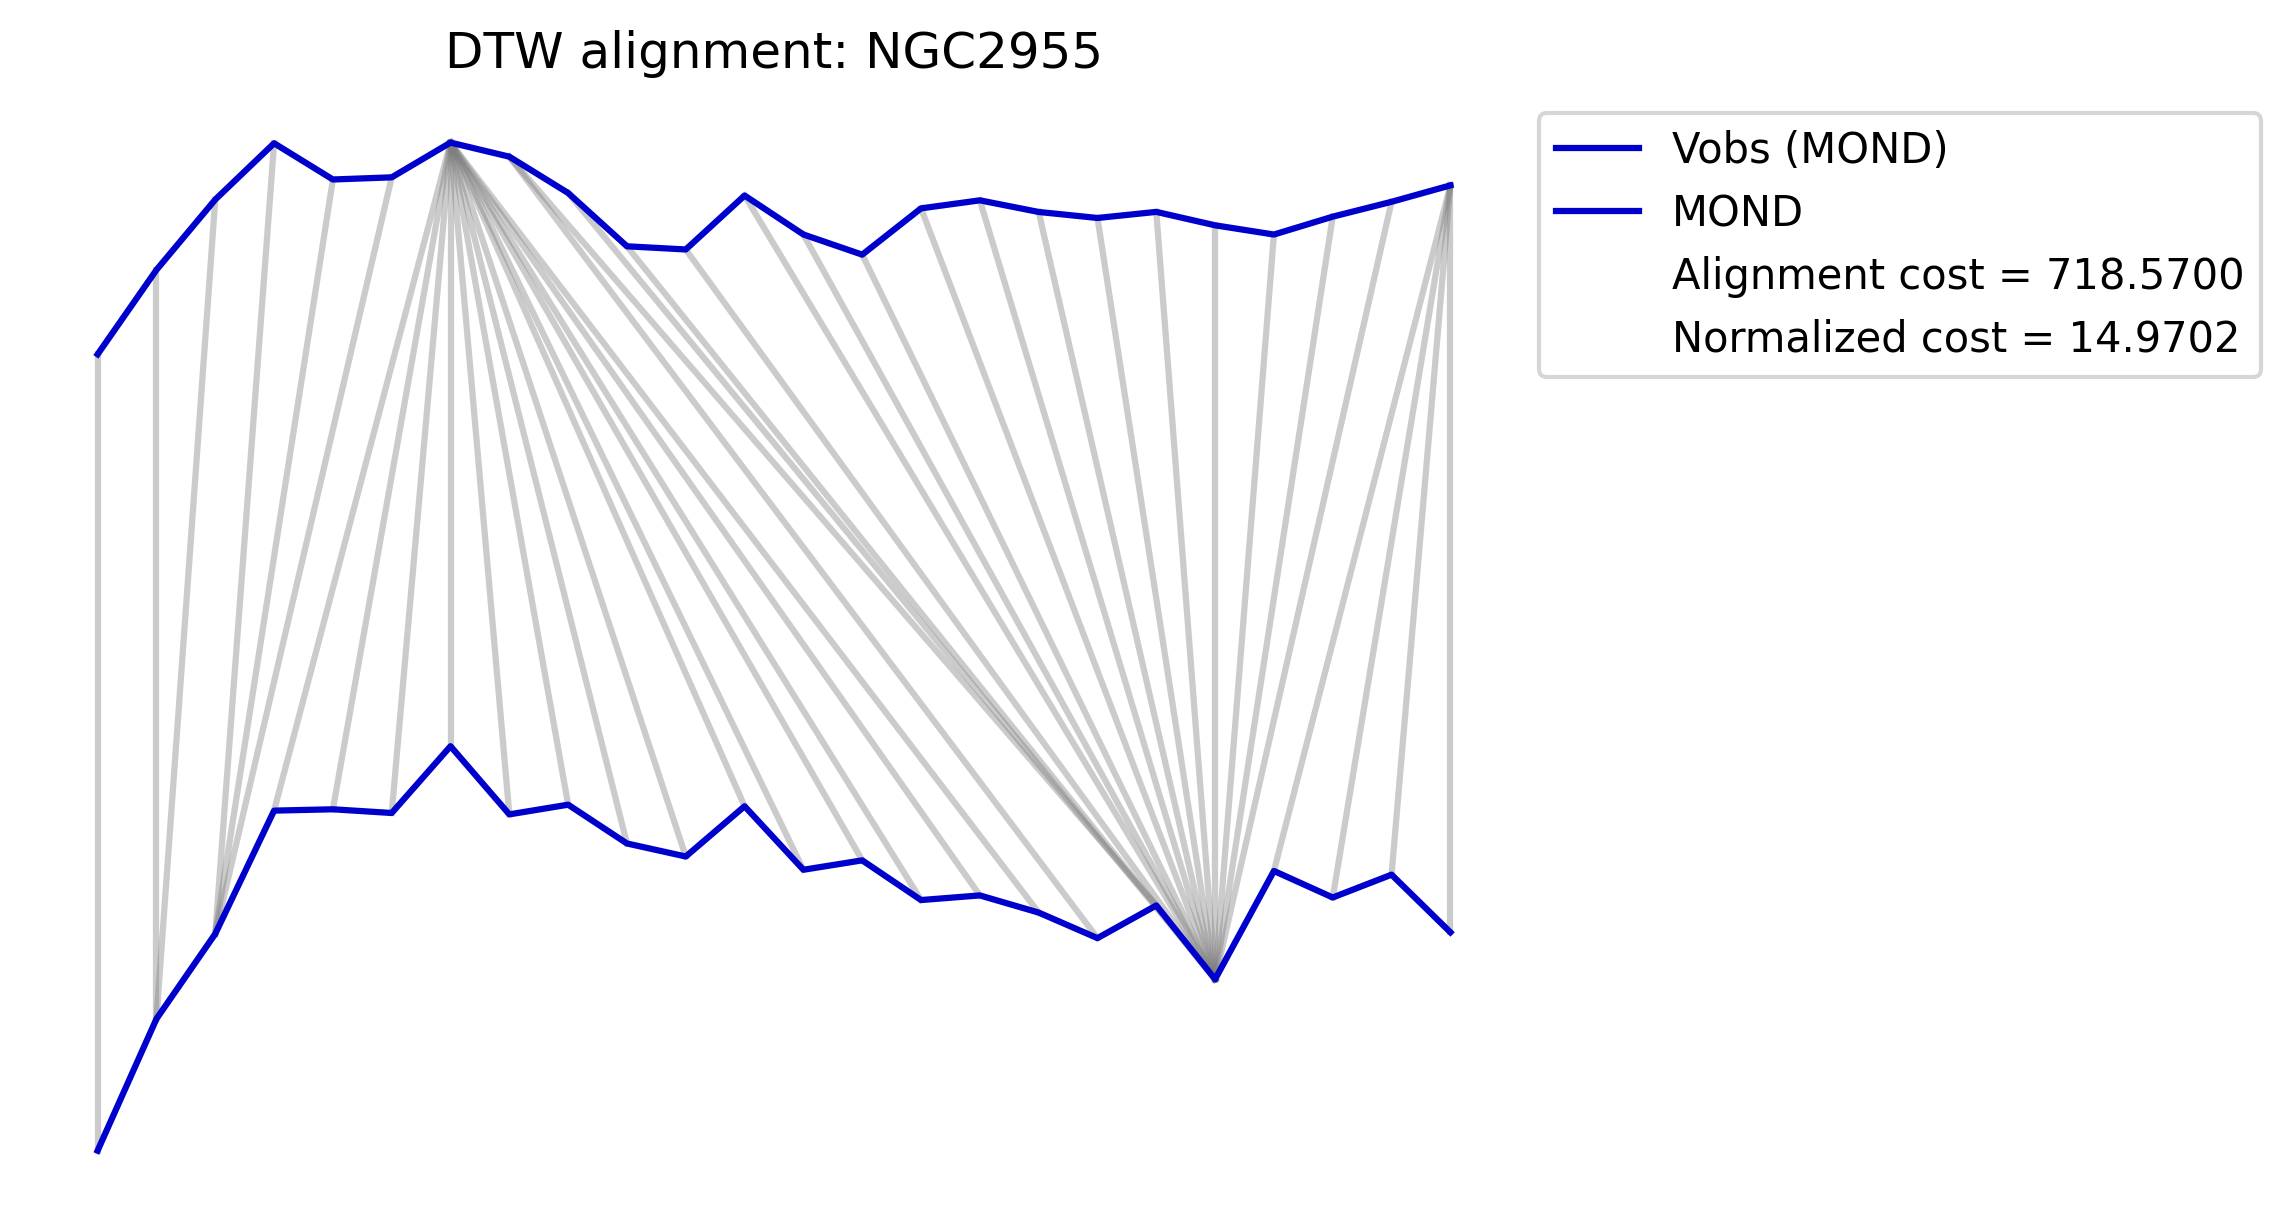 DTW alignment: NGC2955
Vobs (MOND)
MOND
Alignment cost = 718.5700
Normalized cost = 14.9702